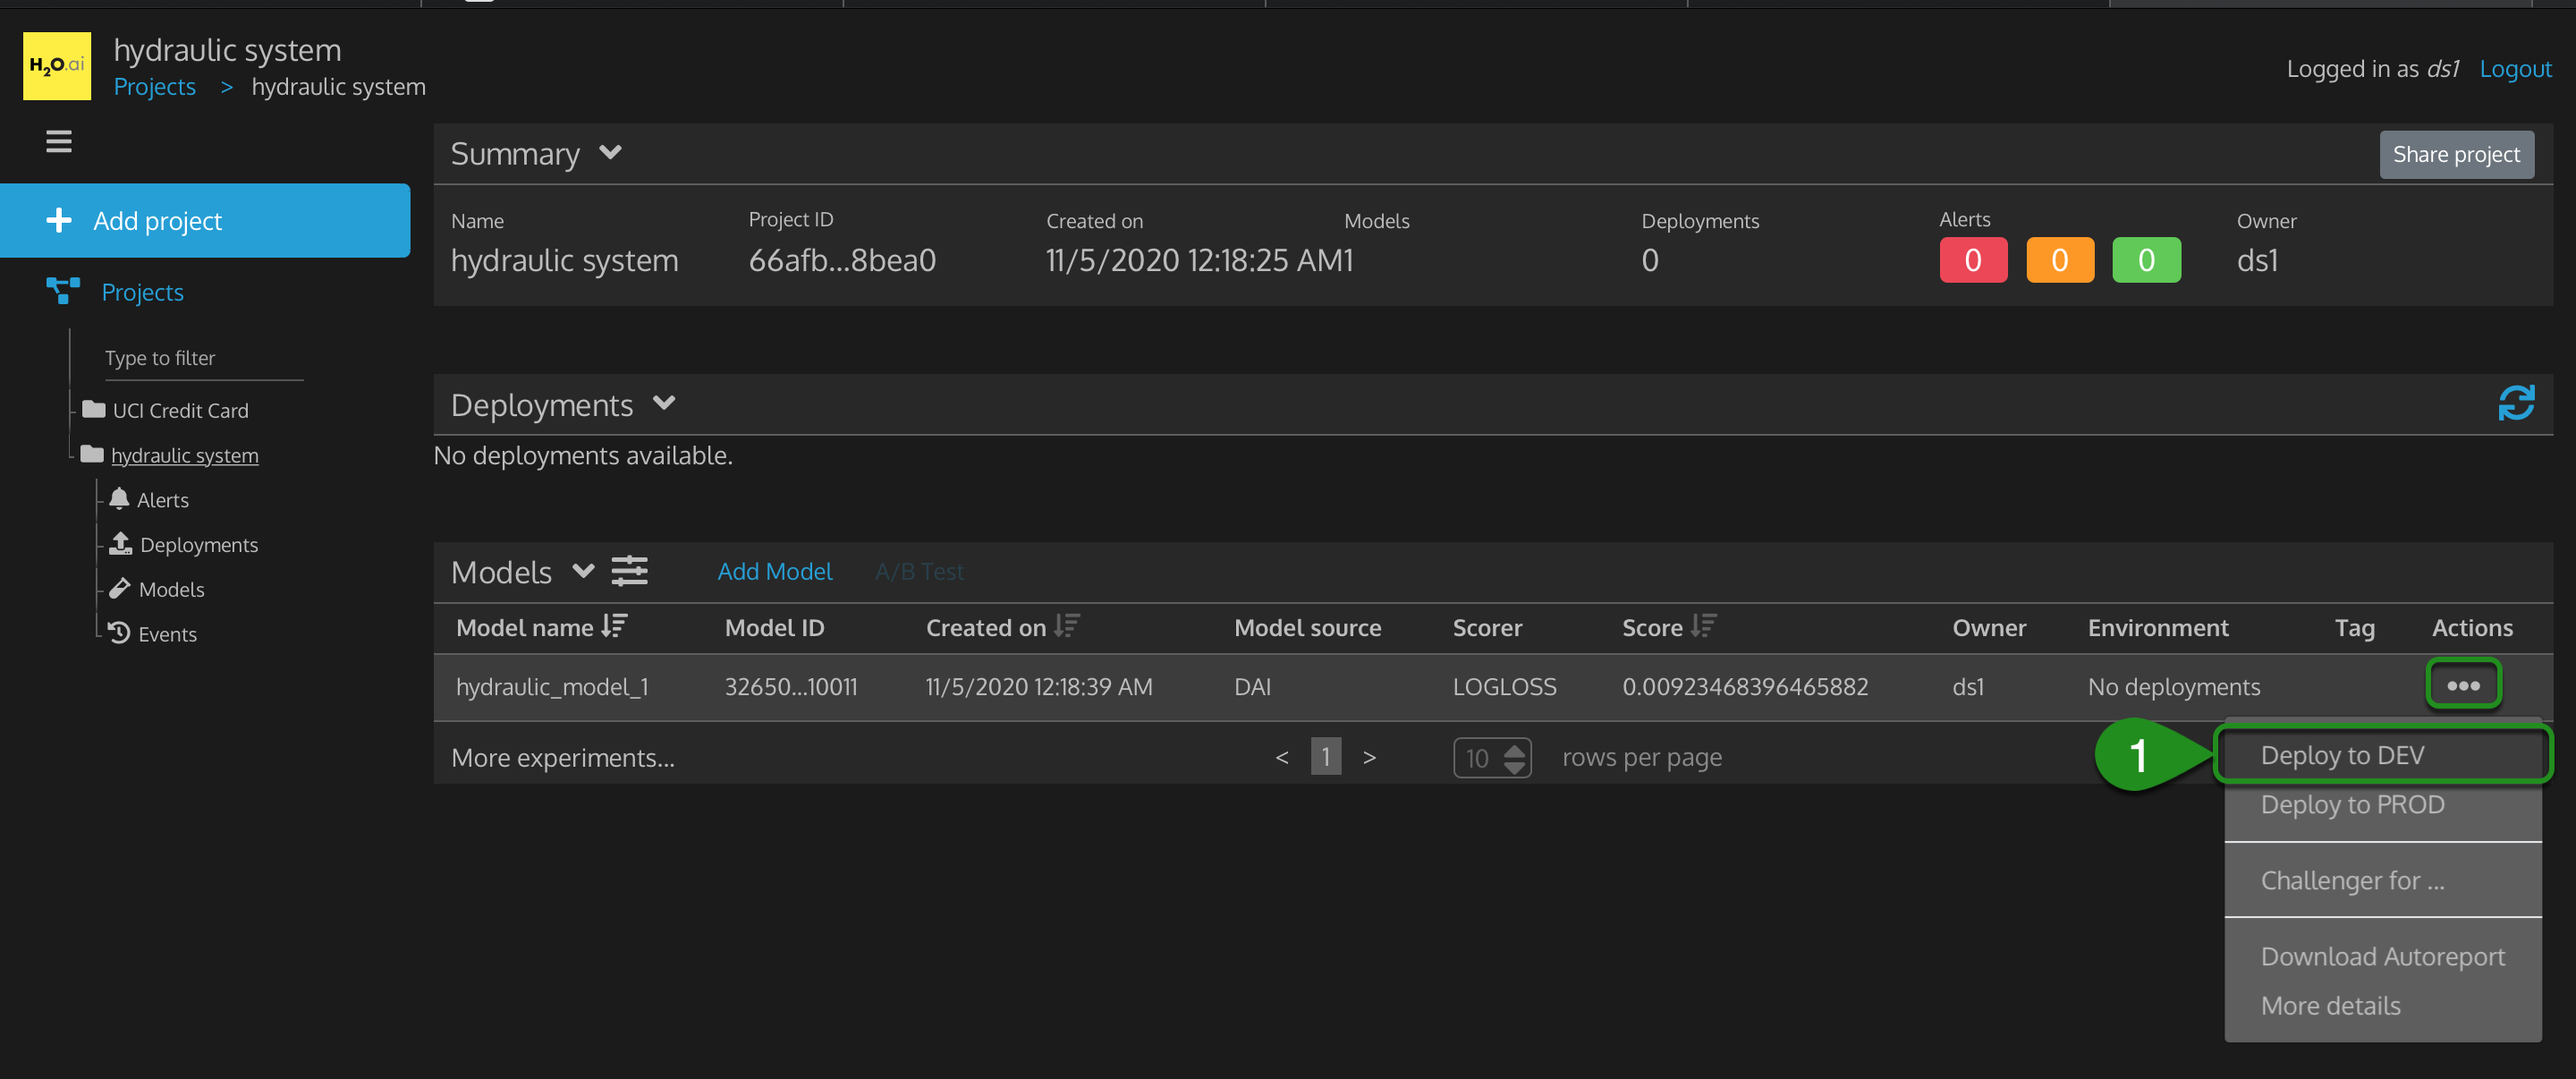 H2O.ai
hydraulic system
Projects > hydraulic system
Logged in as ds1 Logout
Add project
Projects
Type to filter
UCI Credit Card
hydraulic system
Alerts
Deployments
Models
Events
Summary
Share project
Name Project ID Created on Models Deployments Alerts Owner
hydraulic system 66afb...8bea0 11/5/2020 12:18:25 AM1 0 0 0 0 ds1
Deployments
No deployments available.
Models Add Model A/B Test
Model name Model ID Created on Model source Scorer Score Owner Environment Tag Actions
hydraulic_model_1 32650...10011 11/5/2020 12:18:39 AM DAI LOGLOSS 0.00923468396465882 ds1 No deployments •••
More experiments... < 1 > 10 rows per page
1
Deploy to DEV
Deploy to PROD
Challenger for ...
Download Autoreport
More details